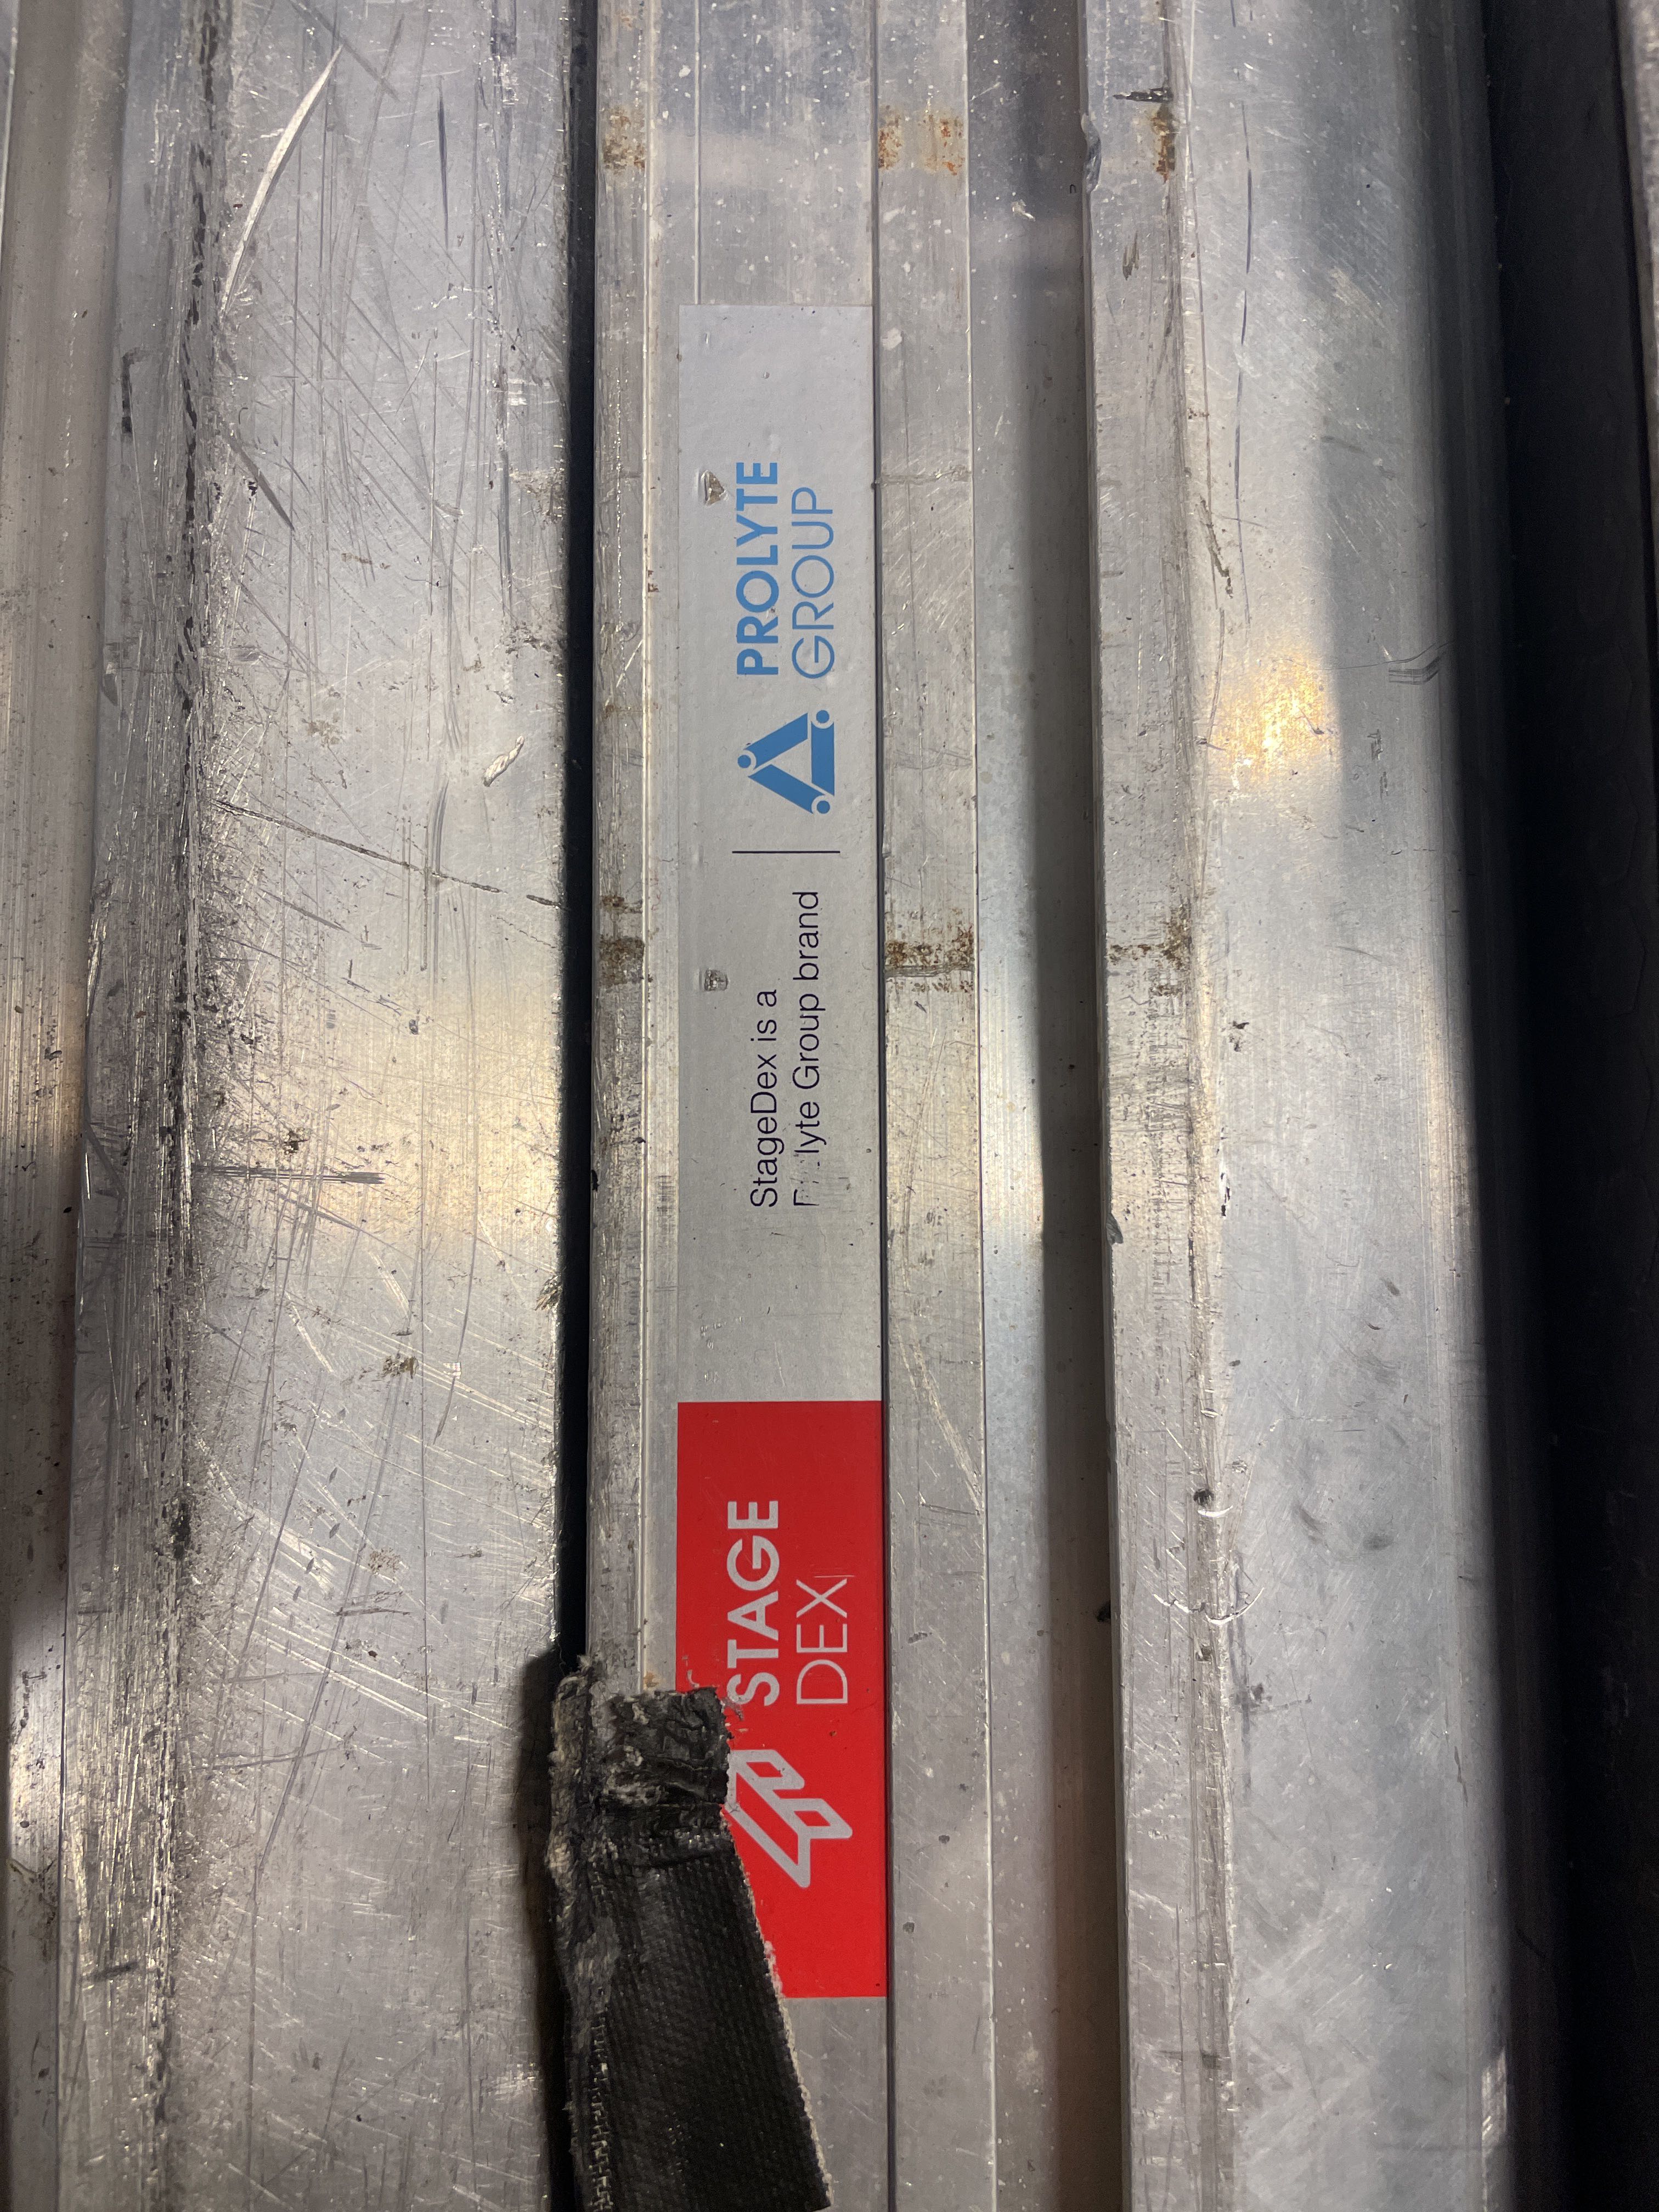 STAGE
DEX
StageDex is a
Group brand
PROLYTE
GROUP